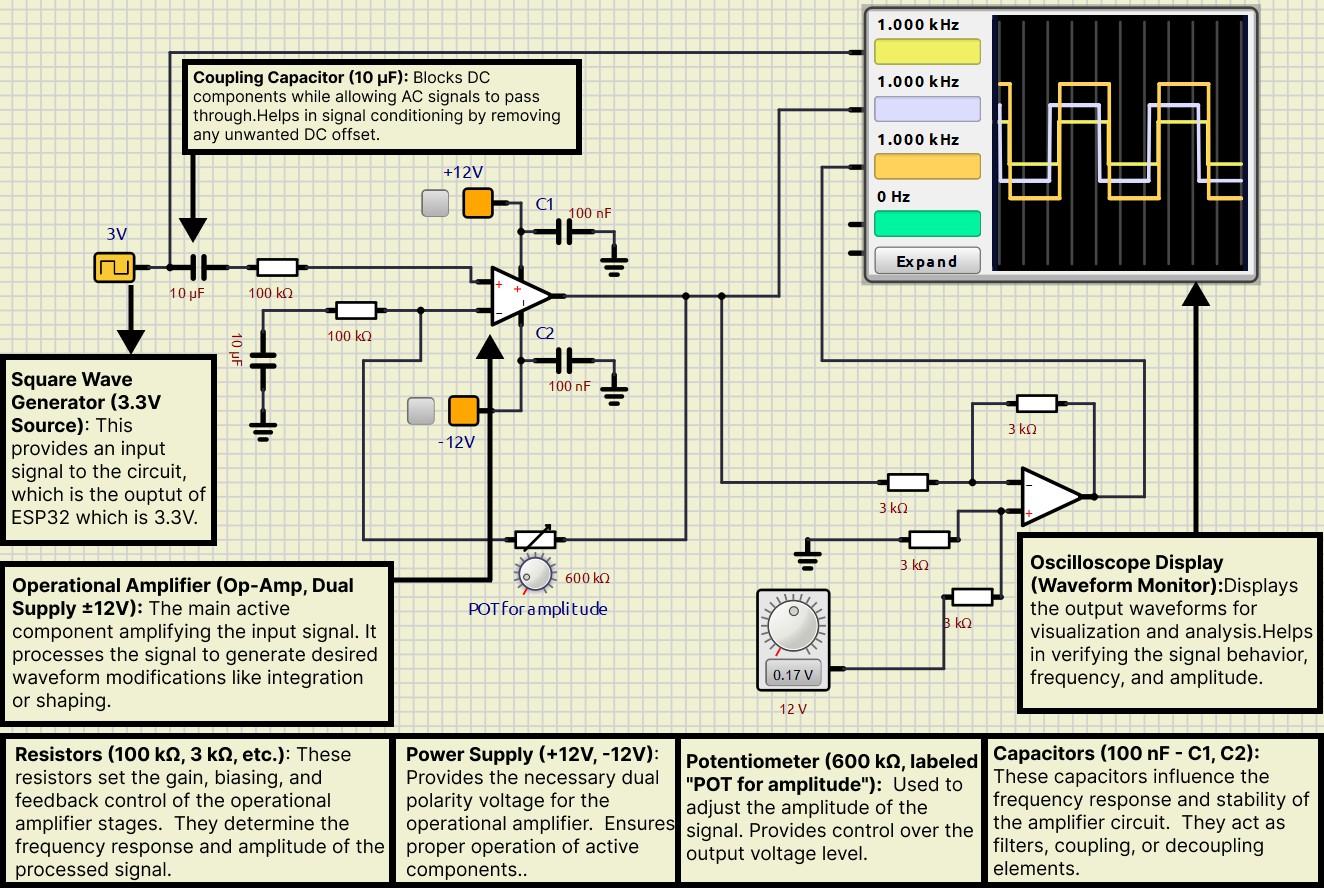 1.000 kHz
1.000 kHz
1.000 kHz
0 Hz
Expand
Coupling Capacitor (10 µF): Blocks DC
components while allowing AC signals to pass
through.Helps in signal conditioning by removing
any unwanted DC offset.
+12V
C1
100 nF
3V
10 µF
100 kΩ
+
+
−
−
100 kΩ
10 µF
C2
100 nF
-12V
Square Wave
Generator (3.3V
Source): This
provides an input
signal to the circuit,
which is the ouptut of
ESP32 which is 3.3V.
3 kΩ
3 kΩ
−
+
3 kΩ
3 kΩ
600 kΩ
POT for amplitude
0.17 V
12 V
Operational Amplifier (Op-Amp, Dual
Supply ±12V): The main active
component amplifying the input signal. It
processes the signal to generate desired
waveform modifications like integration
or shaping.
Oscilloscope Display
(Waveform Monitor):Displays
the output waveforms for
visualization and analysis.Helps
in verifying the signal behavior,
frequency, and amplitude.
Resistors (100 kΩ, 3 kΩ, etc.): These
resistors set the gain, biasing, and
feedback control of the operational
amplifier stages.  They determine the
frequency response and amplitude of the
processed signal.
Power Supply (+12V, -12V):
Provides the necessary dual
polarity voltage for the
operational amplifier.  Ensures
proper operation of active
components..
Potentiometer (600 kΩ, labeled
"POT for amplitude"):  Used to
adjust the amplitude of the
signal. Provides control over the
output voltage level.
Capacitors (100 nF - C1, C2):
These capacitors influence the
frequency response and stability of
the amplifier circuit.  They act as
filters, coupling, or decoupling
elements.